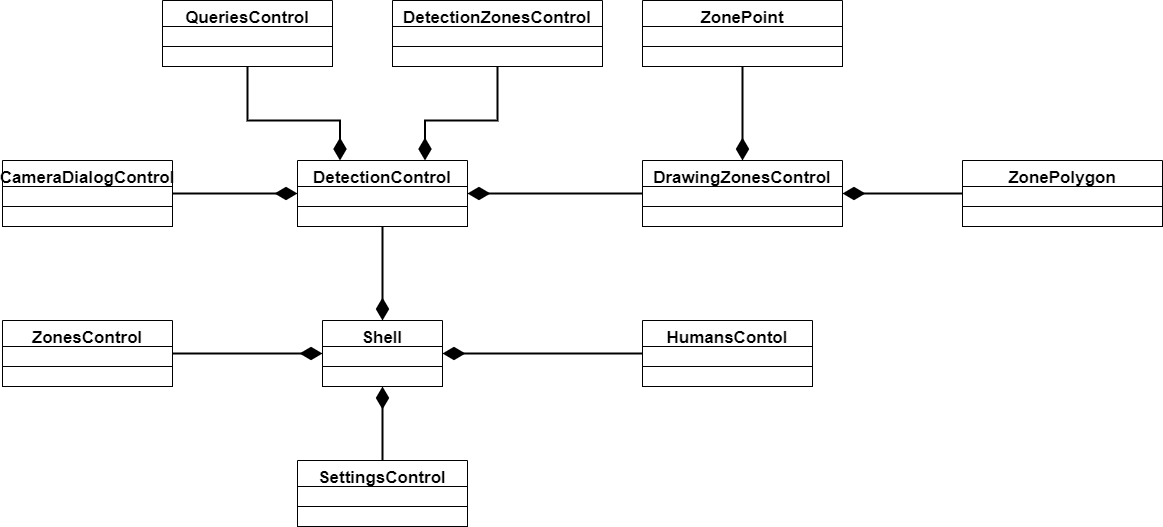 QueriesControl
DetectionZonesControl
ZonePoint
CameraDialogControl
DetectionControl
DrawingZonesControl
ZonePolygon
ZonesControl
Shell
HumansContol
SettingsControl